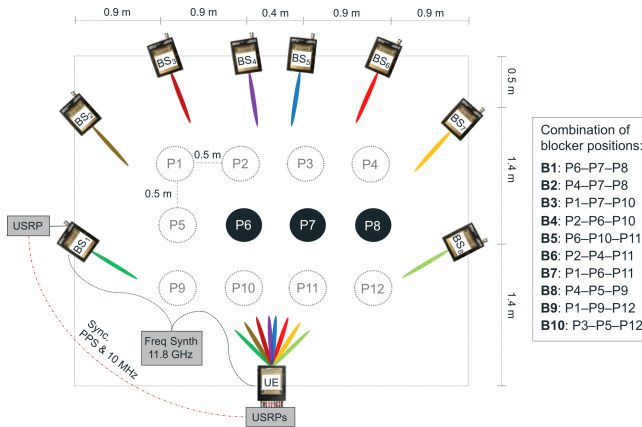 0.9 m 0.9 m 0.4 m 0.9 m 0.9 m
BS3 BS4 BS5 BS6
0.5 m
BS2 BS7
P1 0.5 m P2 P3 P4
1.4 m
0.5 m
USRP BS1 P5 P6 P7 P8 BS8
P9 P10 P11 P12
1.4 m
Sync.
PPS & 10 MHz
Freq Synth
11.8 GHz
UE
USRPs
Combination of
blocker positions:
B1: P6–P7–P8
B2: P4–P7–P8
B3: P1–P7–P10
B4: P2–P6–P10
B5: P6–P10–P11
B6: P2–P4–P11
B7: P1–P6–P11
B8: P4–P5–P9
B9: P1–P9–P12
B10: P3–P5–P12